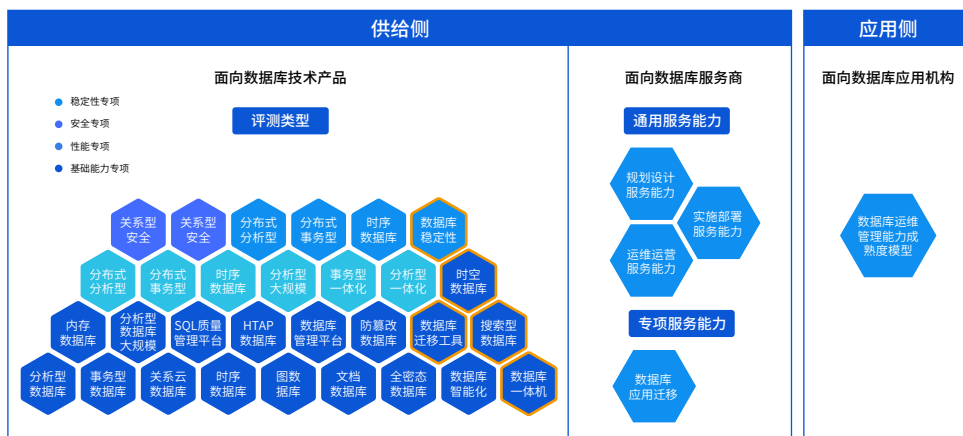 供给侧
应用侧
面向数据库技术产品
面向数据库服务商
面向数据库应用机构
稳定性专项
安全专项
性能专项
基础能力专项
评测类型
通用服务能力
关系型
安全
关系型
安全
分布式
分析型
分布式
事务型
时序
数据库
数据库
稳定性
分布式
分析型
分布式
事务型
时序
数据库
分析型
大规模
事务型
一体化
分析型
一体化
时空
数据库
内存
数据库
分析型
数据库
大规模
SQL质量
管理平台
HTAP
数据库
数据库
管理平台
防篡改
数据库
数据库
迁移工具
搜索型
数据库
分析型
数据库
事务型
数据库
关系云
数据库
时序
数据库
图数
据库
文档
数据库
全密态
数据库
数据库
智能化
数据库
一体机
规划设计
服务能力
实施部署
服务能力
运维运营
服务能力
专项服务能力
数据库
应用迁移
数据库运维
管理能力成
熟度模型